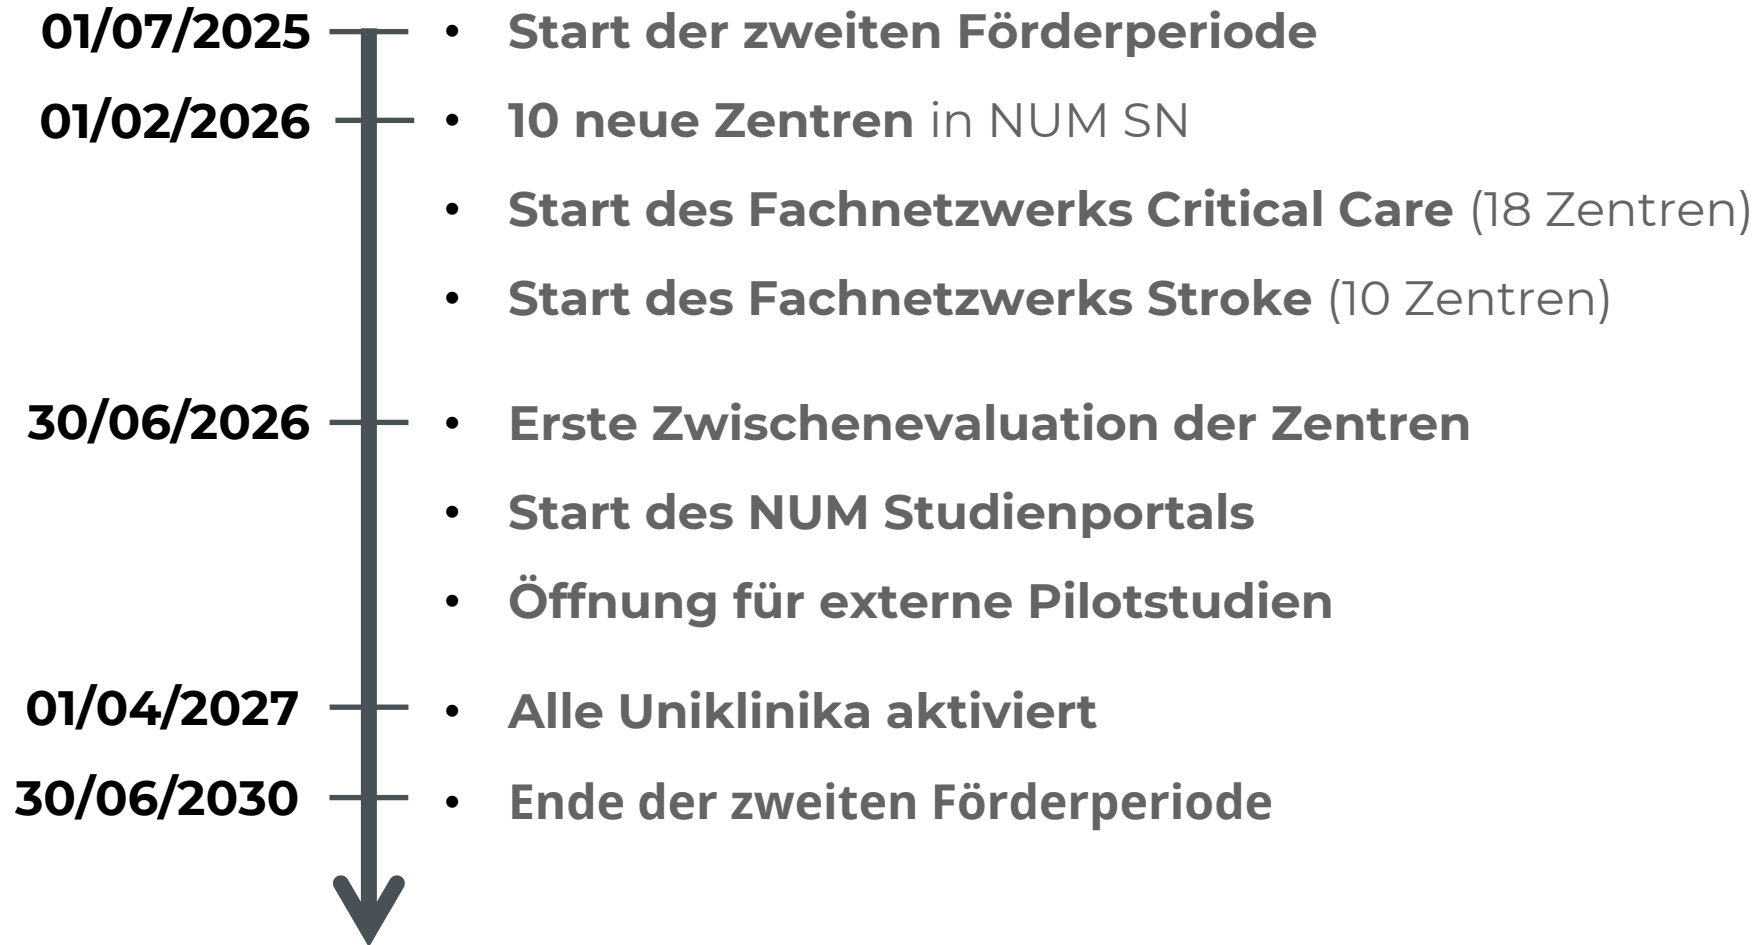 01/07/2025 • Start der zweiten Förderperiode
01/02/2026 • 10 neue Zentren in NUM SN
• Start des Fachnetzwerks Critical Care (18 Zentren)
• Start des Fachnetzwerks Stroke (10 Zentren)
30/06/2026 • Erste Zwischenevaluation der Zentren
• Start des NUM Studienportals
• Öffnung für externe Pilotstudien
01/04/2027 • Alle Uniklinika aktiviert
30/06/2030 • Ende der zweiten Förderperiode